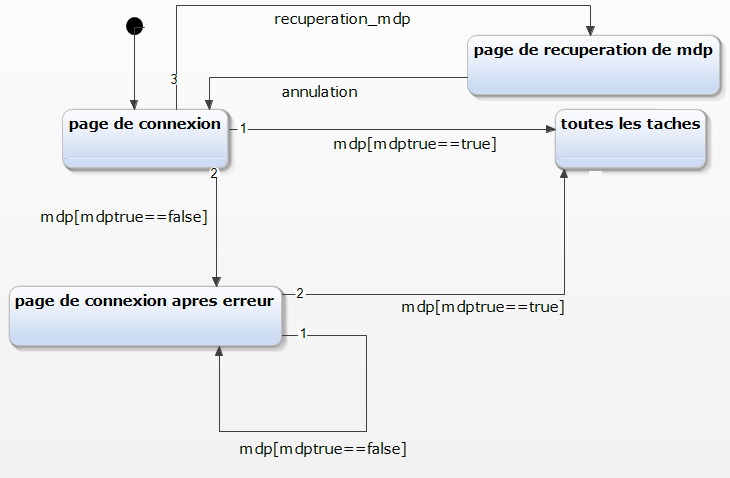 recuperation_mdp
page de recuperation de mdp
3
annulation
page de connexion
1
toutes les taches
mdp[mdptrue==true]
2
mdp[mdptrue==false]
page de connexion apres erreur
2
mdp[mdptrue==true]
1
mdp[mdptrue==false]